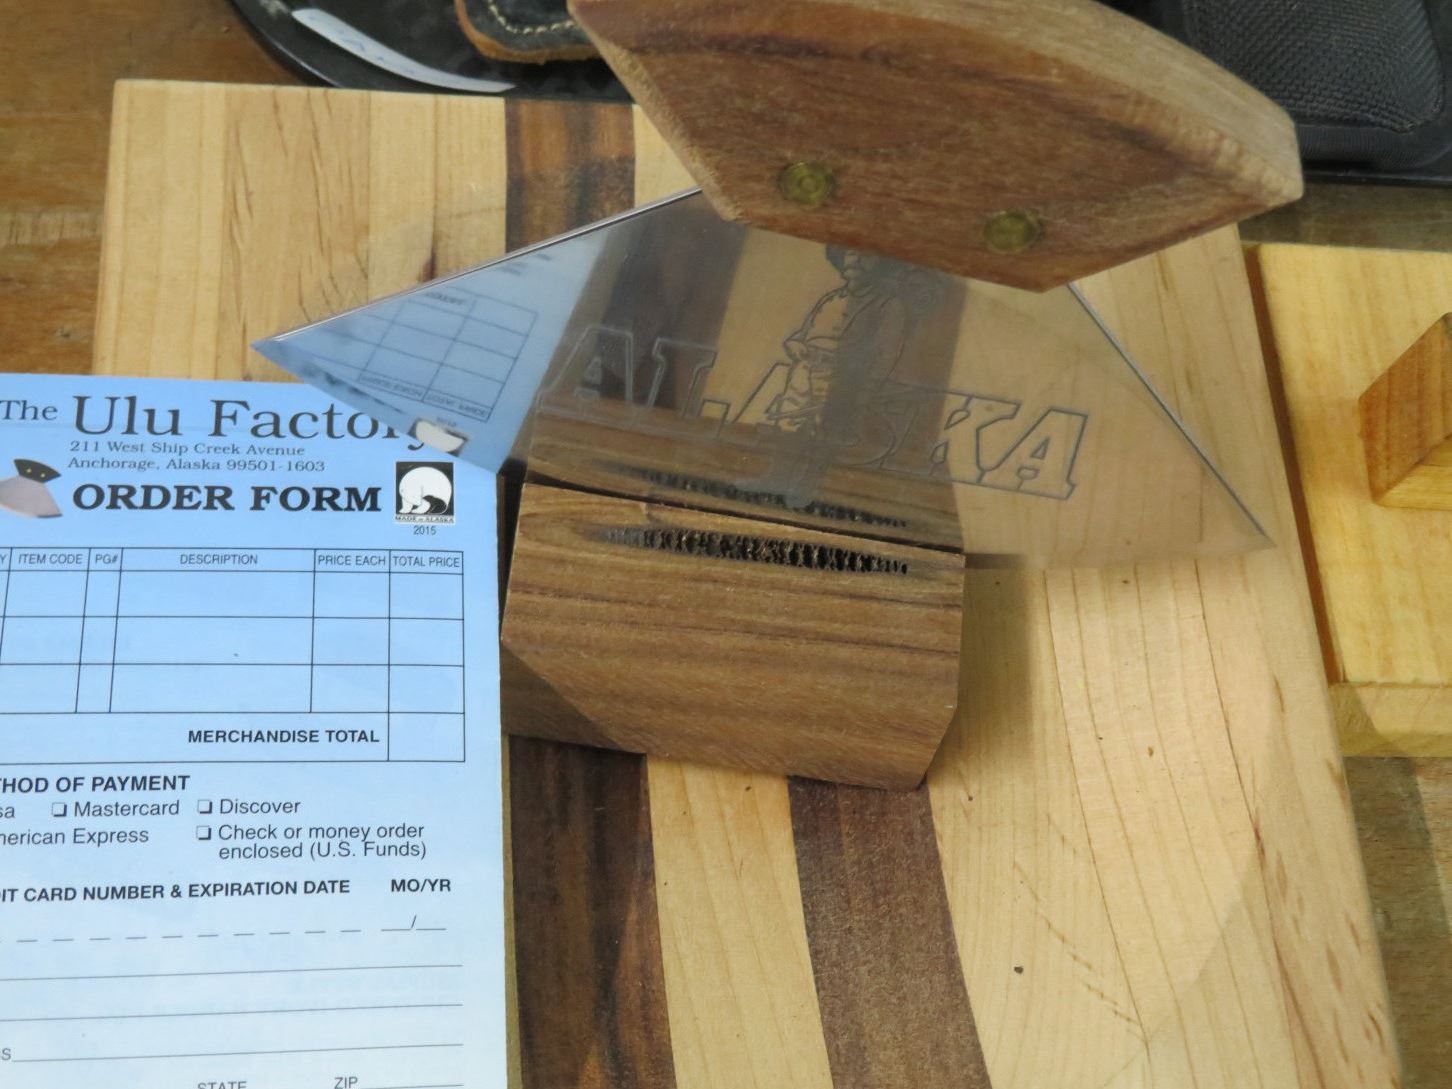 The Ulu Factory
211 West Ship Creek Avenue
Anchorage, Alaska 99501-1603
ORDER FORM
MADE IN ALASKA
2015
Y ITEM CODE PG# DESCRIPTION PRICE EACH TOTAL PRICE
MERCHANDISE TOTAL
THOD OF PAYMENT
sa ❏ Mastercard ❏ Discover
merican Express ❏ Check or money order
enclosed (U.S. Funds)
IT CARD NUMBER & EXPIRATION DATE MO/YR
/
S
STATE ZIP
ALASKA